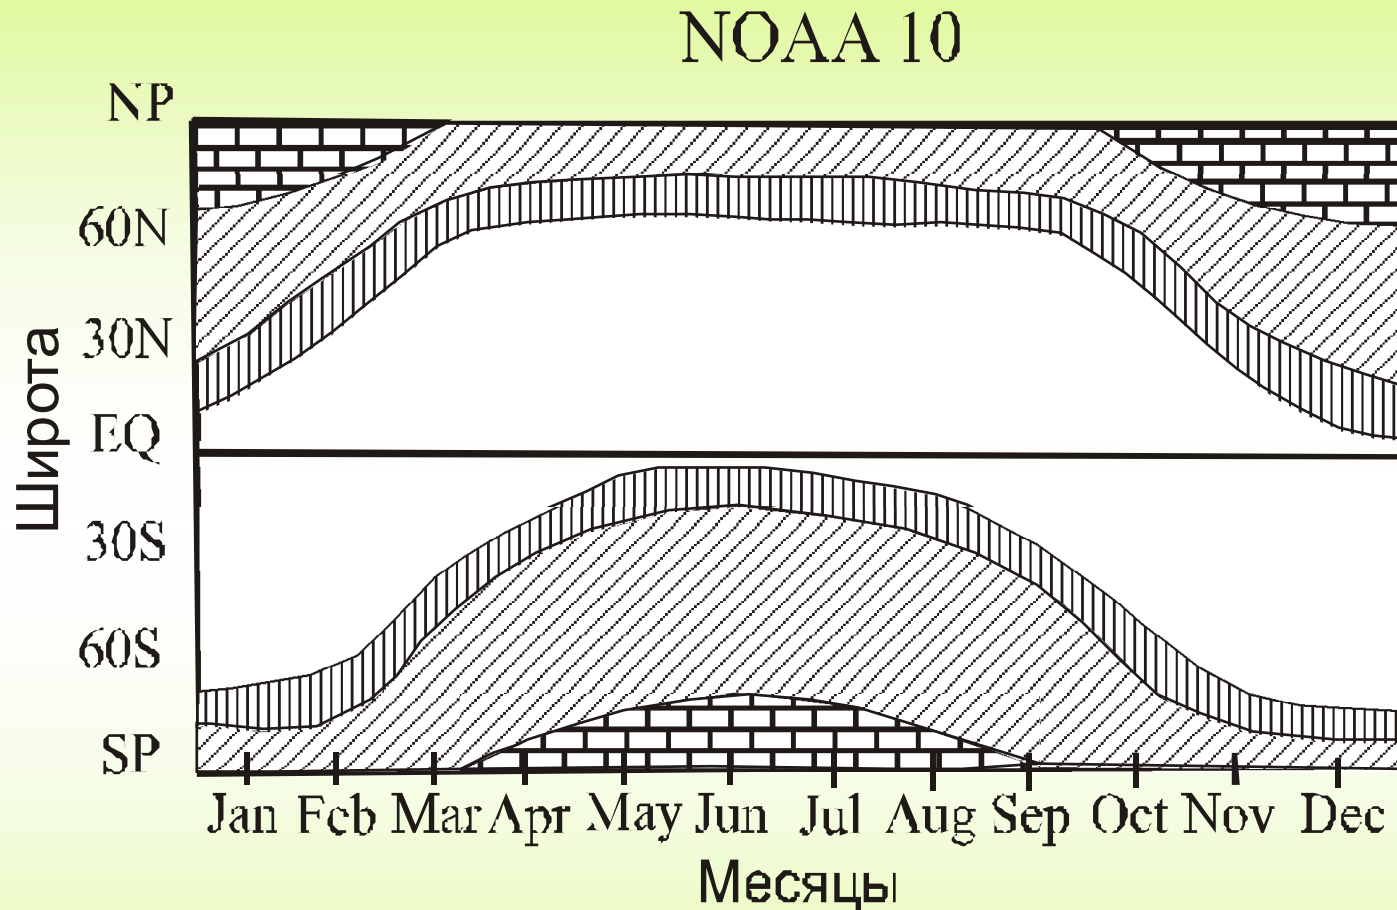 NOAA 10
NP
60N
30N
EQ
30S
60S
SP
Широта
Jan Feb Mar Apr May Jun Jul Aug Sep Oct Nov Dec
Месяцы